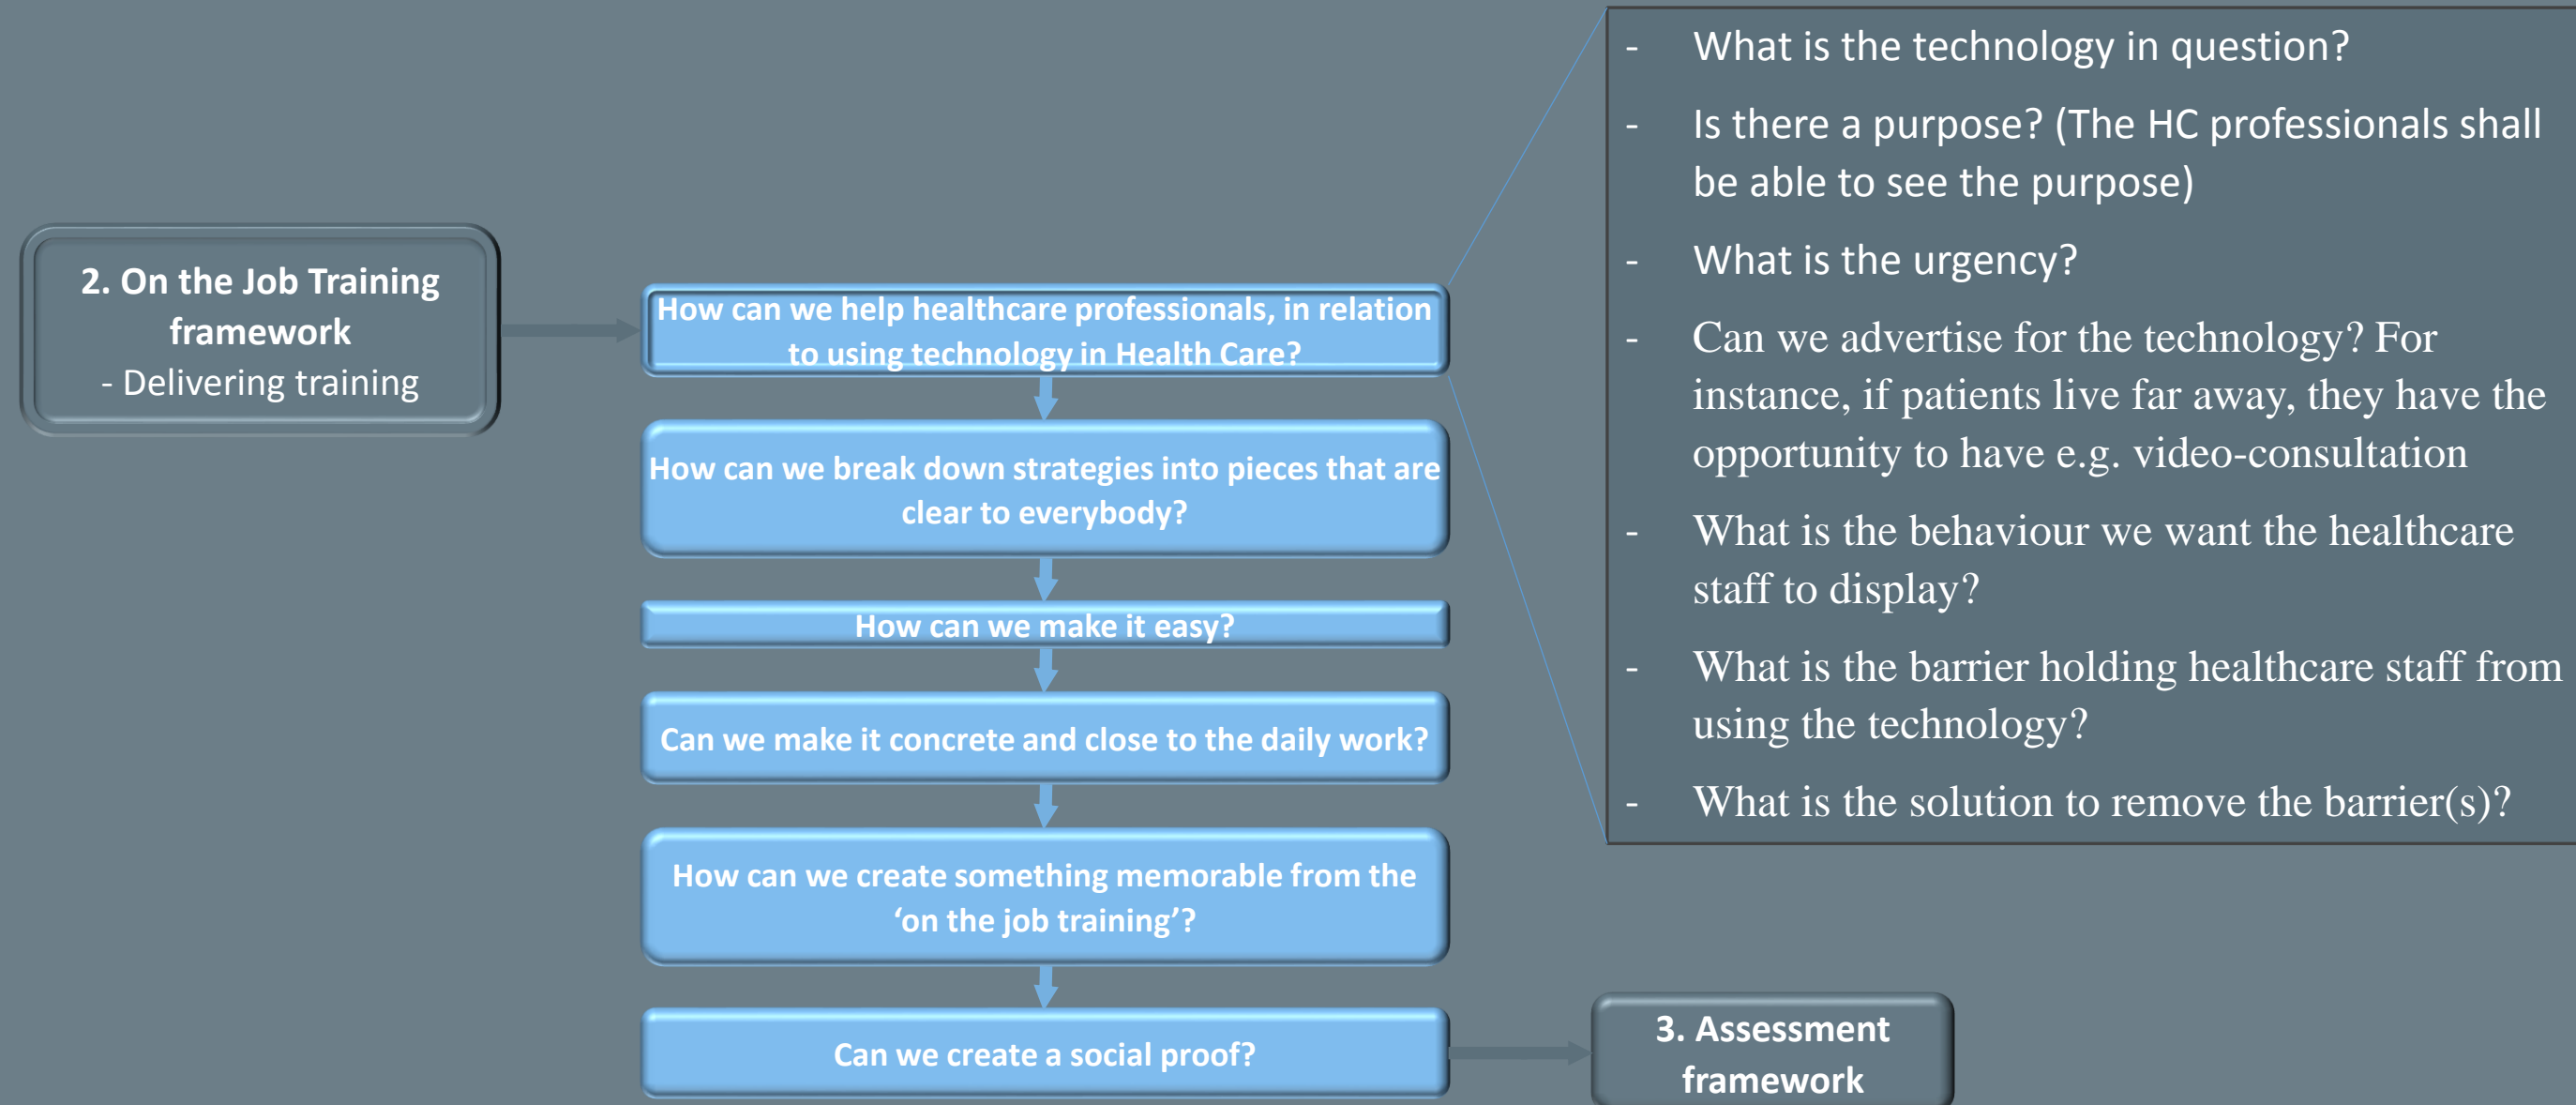 2. On the Job Training
framework
- Delivering training
How can we help healthcare professionals, in relation
to using technology in Health Care?
How can we break down strategies into pieces that are
clear to everybody?
How can we make it easy?
Can we make it concrete and close to the daily work?
How can we create something memorable from the
‘on the job training’?
Can we create a social proof?
- What is the technology in question?
- Is there a purpose? (The HC professionals shall
be able to see the purpose)
- What is the urgency?
- Can we advertise for the technology? For
instance, if patients live far away, they have the
opportunity to have e.g. video-consultation
- What is the behaviour we want the healthcare
staff to display?
- What is the barrier holding healthcare staff from
using the technology?
- What is the solution to remove the barrier(s)?
3. Assessment
framework